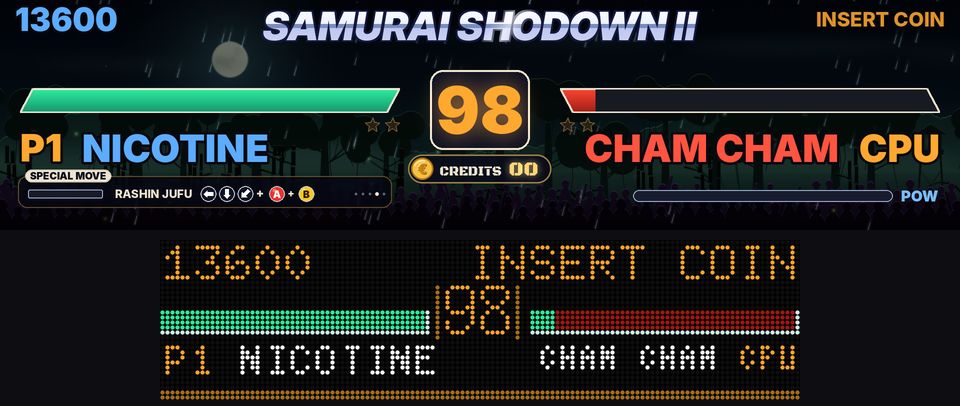 13600 SAMURAI SHODOWN II INSERT COIN
98
P1 NICOTINE CHAM CHAM CPU
CREDITS 00
SPECIAL MOVE
RASHIN JUFU + A + B
POW
13600 INSERT COIN
98
P1 NICOTINE CHAM CHAM CPU